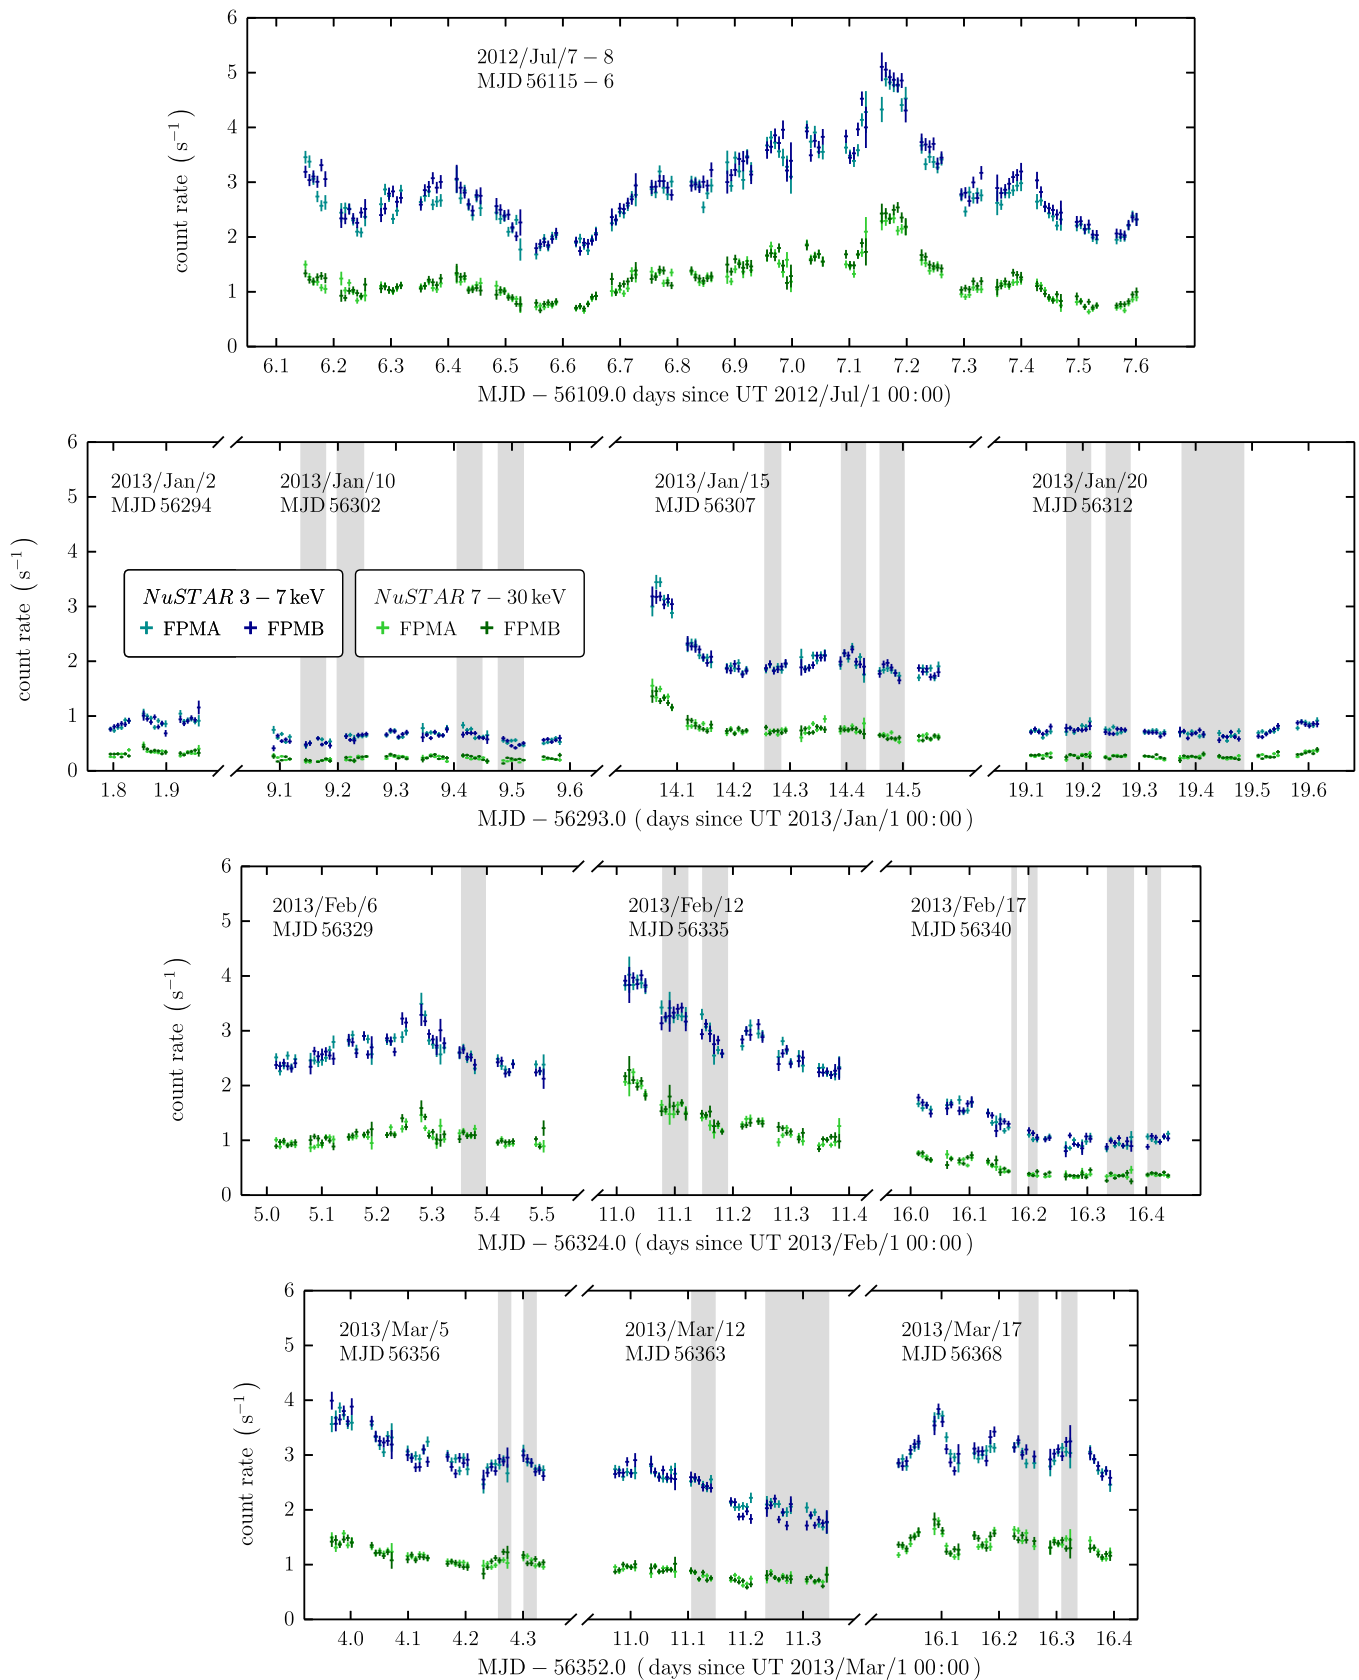 6
5
4
3
2
1
0
count rate (s⁻¹)
2012/Jul/7 – 8
MJD 56115 – 6
6.1 6.2 6.3 6.4 6.5 6.6 6.7 6.8 6.9 7.0 7.1 7.2 7.3 7.4 7.5 7.6
MJD – 56109.0 days since UT 2012/Jul/1 00:00)
6
5
4
3
2
1
0
count rate (s⁻¹)
2013/Jan/2
MJD 56294
2013/Jan/10
MJD 56302
2013/Jan/15
MJD 56307
2013/Jan/20
MJD 56312
NuSTAR 3 – 7 keV
FPMA FPMB
NuSTAR 7 – 30 keV
FPMA FPMB
1.8 1.9 9.1 9.2 9.3 9.4 9.5 9.6 14.1 14.2 14.3 14.4 14.5 19.1 19.2 19.3 19.4 19.5 19.6
MJD – 56293.0 (days since UT 2013/Jan/1 00:00)
6
5
4
3
2
1
0
count rate (s⁻¹)
2013/Feb/6
MJD 56329
2013/Feb/12
MJD 56335
2013/Feb/17
MJD 56340
5.0 5.1 5.2 5.3 5.4 5.5 11.0 11.1 11.2 11.3 11.4 16.0 16.1 16.2 16.3 16.4
MJD – 56324.0 (days since UT 2013/Feb/1 00:00)
6
5
4
3
2
1
0
count rate (s⁻¹)
2013/Mar/5
MJD 56356
2013/Mar/12
MJD 56363
2013/Mar/17
MJD 56368
4.0 4.1 4.2 4.3 11.0 11.1 11.2 11.3 16.1 16.2 16.3 16.4
MJD – 56352.0 (days since UT 2013/Mar/1 00:00)